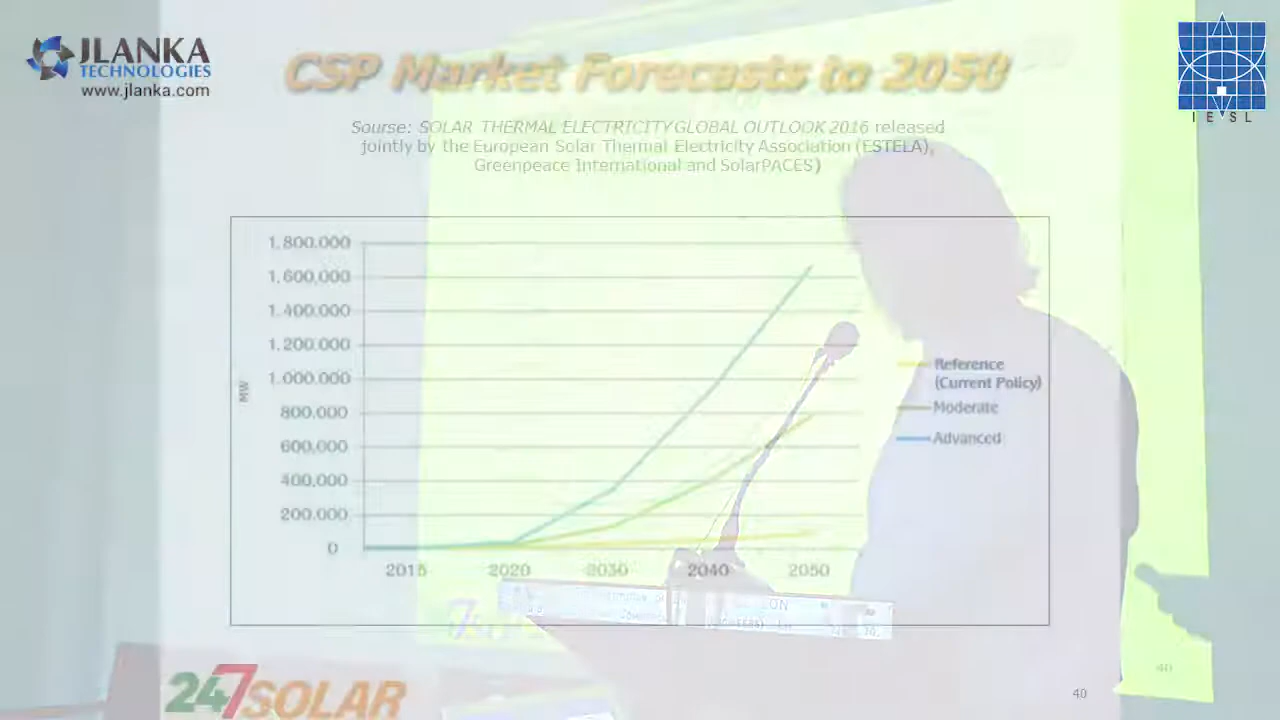 JLANKA
TECHNOLOGIES
www.jlanka.com
CSP Market Forecasts to 2050
IESL
Sourse: SOLAR THERMAL ELECTRICITY GLOBAL OUTLOOK 2016 released
jointly by the European Solar Thermal Electricity Association (ESTELA),
Greenpeace International and SolarPACES)
1.800.000
1.600,000
1.400.000
1.200.000
1.000.000
800.000
600,000
400.000
200.000
0
MW
2015
2020
2030
2040
2050
Reference
(Current Policy)
Moderate
Advanced
247SOLAR
40
40